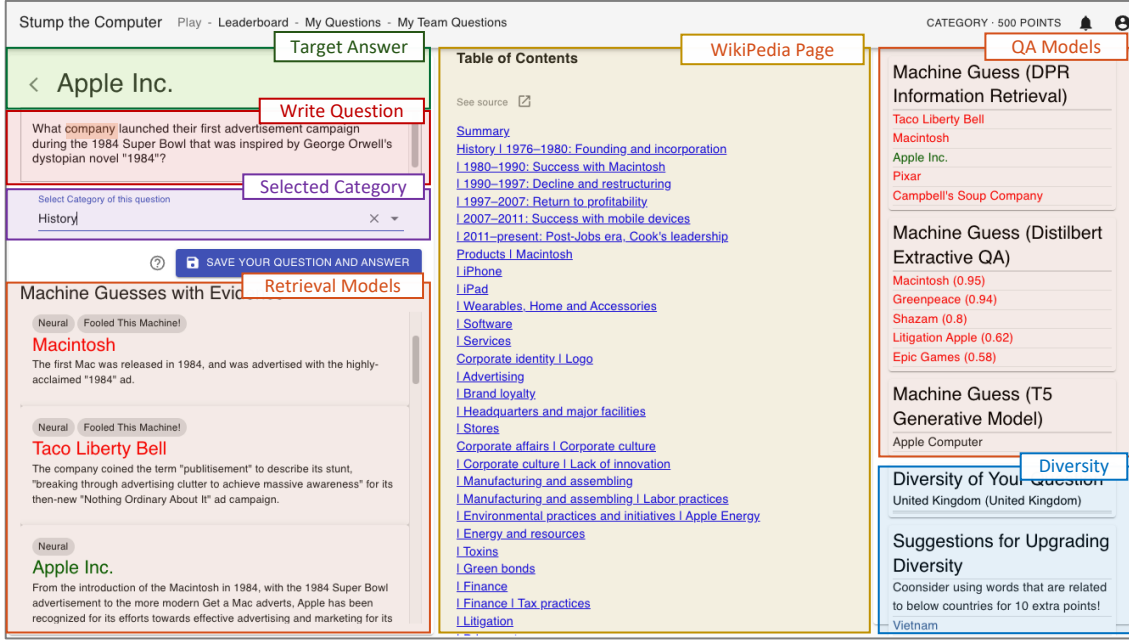 Stump the Computer Play - Leaderboard - My Questions - My Team Questions
CATEGORY · 500 POINTS
Target Answer
< Apple Inc.
Write Question
What company launched their first advertisement campaign
during the 1984 Super Bowl that was inspired by George Orwell's
dystopian novel "1984"?
Selected Category
Select Category of this question
History
SAVE YOUR QUESTION AND ANSWER
Retrieval Models
Machine Guesses with Evidence
Neural Fooled This Machine!
Macintosh
The first Mac was released in 1984, and was advertised with the highly-
acclaimed "1984" ad.
Neural Fooled This Machine!
Taco Liberty Bell
The company coined the term "publitisement" to describe its stunt,
"breaking through advertising clutter to achieve massive awareness" for its
then-new "Nothing Ordinary About It" ad campaign.
Neural
Apple Inc.
From the introduction of the Macintosh in 1984, with the 1984 Super Bowl
advertisement to the more modern Get a Mac adverts, Apple has been
recognized for its efforts towards effective advertising and marketing for its
WikiPedia Page
Table of Contents
See source
Summary
History | 1976–1980: Founding and incorporation
| 1980–1990: Success with Macintosh
| 1990–1997: Decline and restructuring
| 1997–2007: Return to profitability
| 2007–2011: Success with mobile devices
| 2011–present: Post-Jobs era, Cook's leadership
Products | Macintosh
| iPhone
| iPad
| Wearables, Home and Accessories
| Software
| Services
Corporate identity | Logo
| Advertising
| Brand loyalty
| Headquarters and major facilities
| Stores
Corporate affairs | Corporate culture
| Corporate culture | Lack of innovation
| Manufacturing and assembling
| Manufacturing and assembling | Labor practices
| Environmental practices and initiatives | Apple Energy
| Energy and resources
| Toxins
| Green bonds
| Finance
| Finance | Tax practices
| Litigation
QA Models
Machine Guess (DPR
Information Retrieval)
Taco Liberty Bell
Macintosh
Apple Inc.
Pixar
Campbell's Soup Company
Machine Guess (Distilbert
Extractive QA)
Macintosh (0.95)
Greenpeace (0.94)
Shazam (0.8)
Litigation Apple (0.62)
Epic Games (0.58)
Machine Guess (T5
Generative Model)
Apple Computer
Diversity
Diversity of Your Question
United Kingdom (United Kingdom)
Suggestions for Upgrading
Diversity
Coonsider using words that are related
to below countries for 10 extra points!
Vietnam